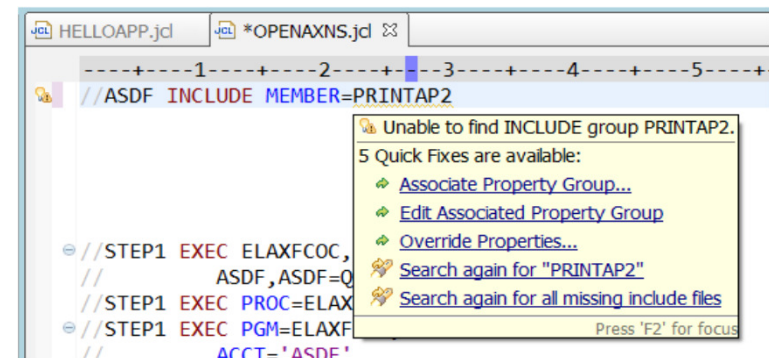 HELLOAPP.jcl
*OPENAXNS.jcl
----+----1----+----2----+----3----+----4----+----5----+-
//ASDF INCLUDE MEMBER=PRINTAP2
Unable to find INCLUDE group PRINTAP2.
5 Quick Fixes are available:
Associate Property Group...
Edit Associated Property Group
Override Properties...
Search again for "PRINTAP2"
Search again for all missing include files
Press 'F2' for focus
//STEP1 EXEC ELAXFCOC,
// ASDF,ASDF=Q
//STEP1 EXEC PROC=ELAX
//STEP1 EXEC PGM=ELAXF
// ACCT='ASDF'